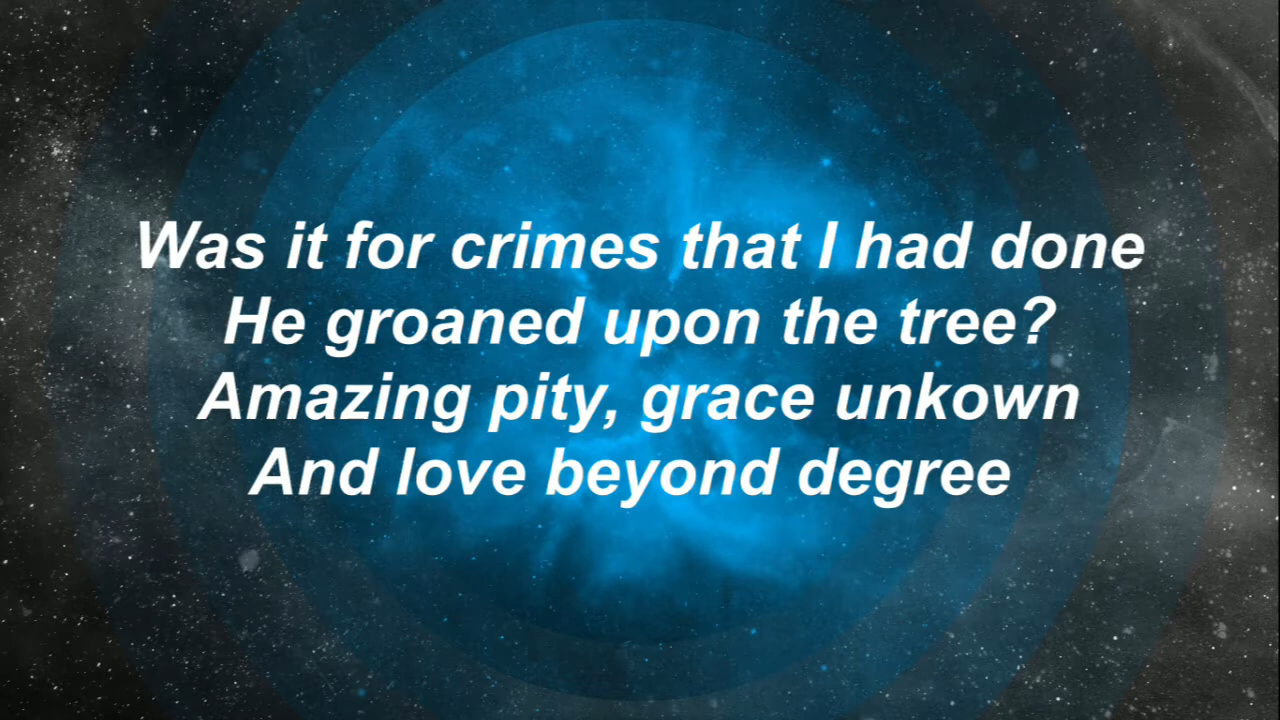 Was it for crimes that I had done
He groaned upon the tree?
Amazing pity, grace unkown
And love beyond degree